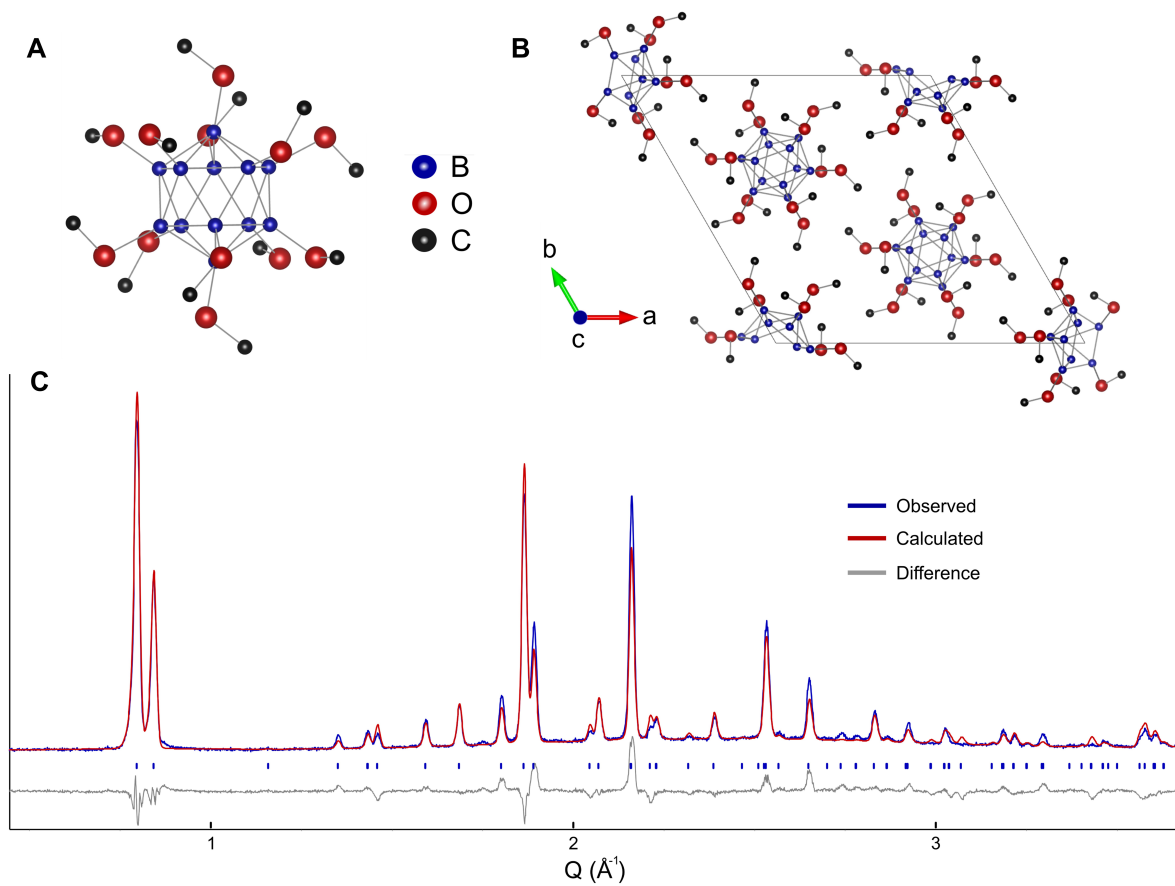 A
B
B
O
C
b
a
c
C
Observed
Calculated
Difference
1
2
3
Q (Å⁻¹)